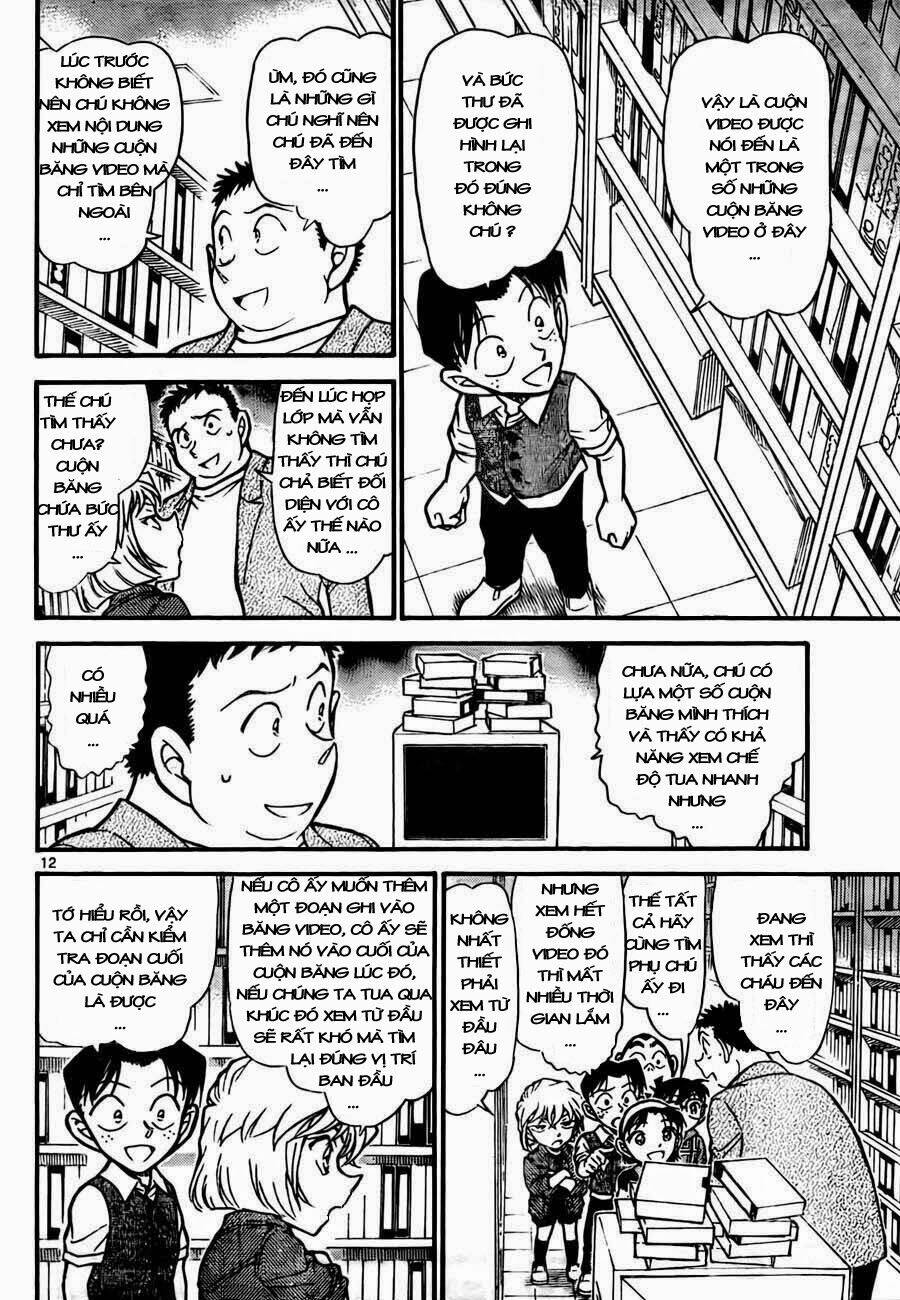 VẬY LÀ CUỘN
VIDEO ĐƯỢC
NÓI ĐẾN LÀ
MỘT TRONG
SỐ NHỮNG
CUỘN BĂNG
VIDEO Ở ĐÂY
...
VÀ BỨC
THƯ ĐÃ
ĐƯỢC GHI
HÌNH LẠI
TRONG
ĐÓ ĐÚNG
KHÔNG
CHÚ ?
ỪM, ĐÓ CŨNG
LÀ NHỮNG GÌ
CHÚ NGHĨ NÊN
CHÚ ĐÃ ĐẾN
ĐÂY TÌM
...
LÚC TRƯỚC
KHÔNG BIẾT
NÊN CHÚ KHÔNG
XEM NỘI DUNG
NHỮNG CUỘN
BĂNG VIDEO MÀ
CHỈ TÌM BÊN
NGOÀI
...
ĐẾN LÚC HỌP
LỚP MÀ VẪN
KHÔNG TÌM
THẤY THÌ CHÚ
CHẢ BIẾT ĐỐI
DIỆN VỚI CÔ
ẤY THẾ NÀO
NỮA ...
THẾ CHÚ
TÌM THẤY
CHƯA?
CUỘN
BĂNG
CHỨA BỨC
THƯ ẤY
...
CHƯA NỮA, CHÚ CÓ
LỰA MỘT SỐ CUỘN
BĂNG MÌNH THÍCH
VÀ THẤY CÓ KHẢ
NĂNG XEM CHẾ
ĐỘ TUA NHANH
NHƯNG
...
CÓ
NHIỀU
QUÁ
...
12
ĐANG
XEM THÌ
THẤY CÁC
CHÁU ĐẾN
ĐÂY ...
THẾ TẤT
CẢ HÃY
CÙNG TÌM
PHỤ CHÚ
ẤY ĐI
...
NHƯNG
XEM HẾT
ĐỐNG
VIDEO ĐÓ
THÌ MẤT
NHIỀU THỜI
GIAN LẮM
...
KHÔNG
NHẤT
THIẾT
PHẢI
XEM TỪ
ĐẦU ĐÂU
...
NẾU CÔ ẤY MUỐN THÊM
MỘT ĐOẠN GHI VÀO
BĂNG VIDEO, CÔ ẤY SẼ
THÊM NÓ VÀO CUỐI CỦA
CUỘN BĂNG LÚC ĐÓ,
NẾU CHÚNG TA TUA QUA
KHÚC ĐÓ XEM TỪ ĐẦU
SẼ RẤT KHÓ MÀ TÌM
LẠI ĐÚNG VỊ TRÍ
BAN ĐẦU
...
TỚ HIỂU RỒI, VẬY
TA CHỈ CẦN KIỂM
TRA ĐOẠN CUỐI
CỦA CUỘN BĂNG
LÀ ĐƯỢC
...